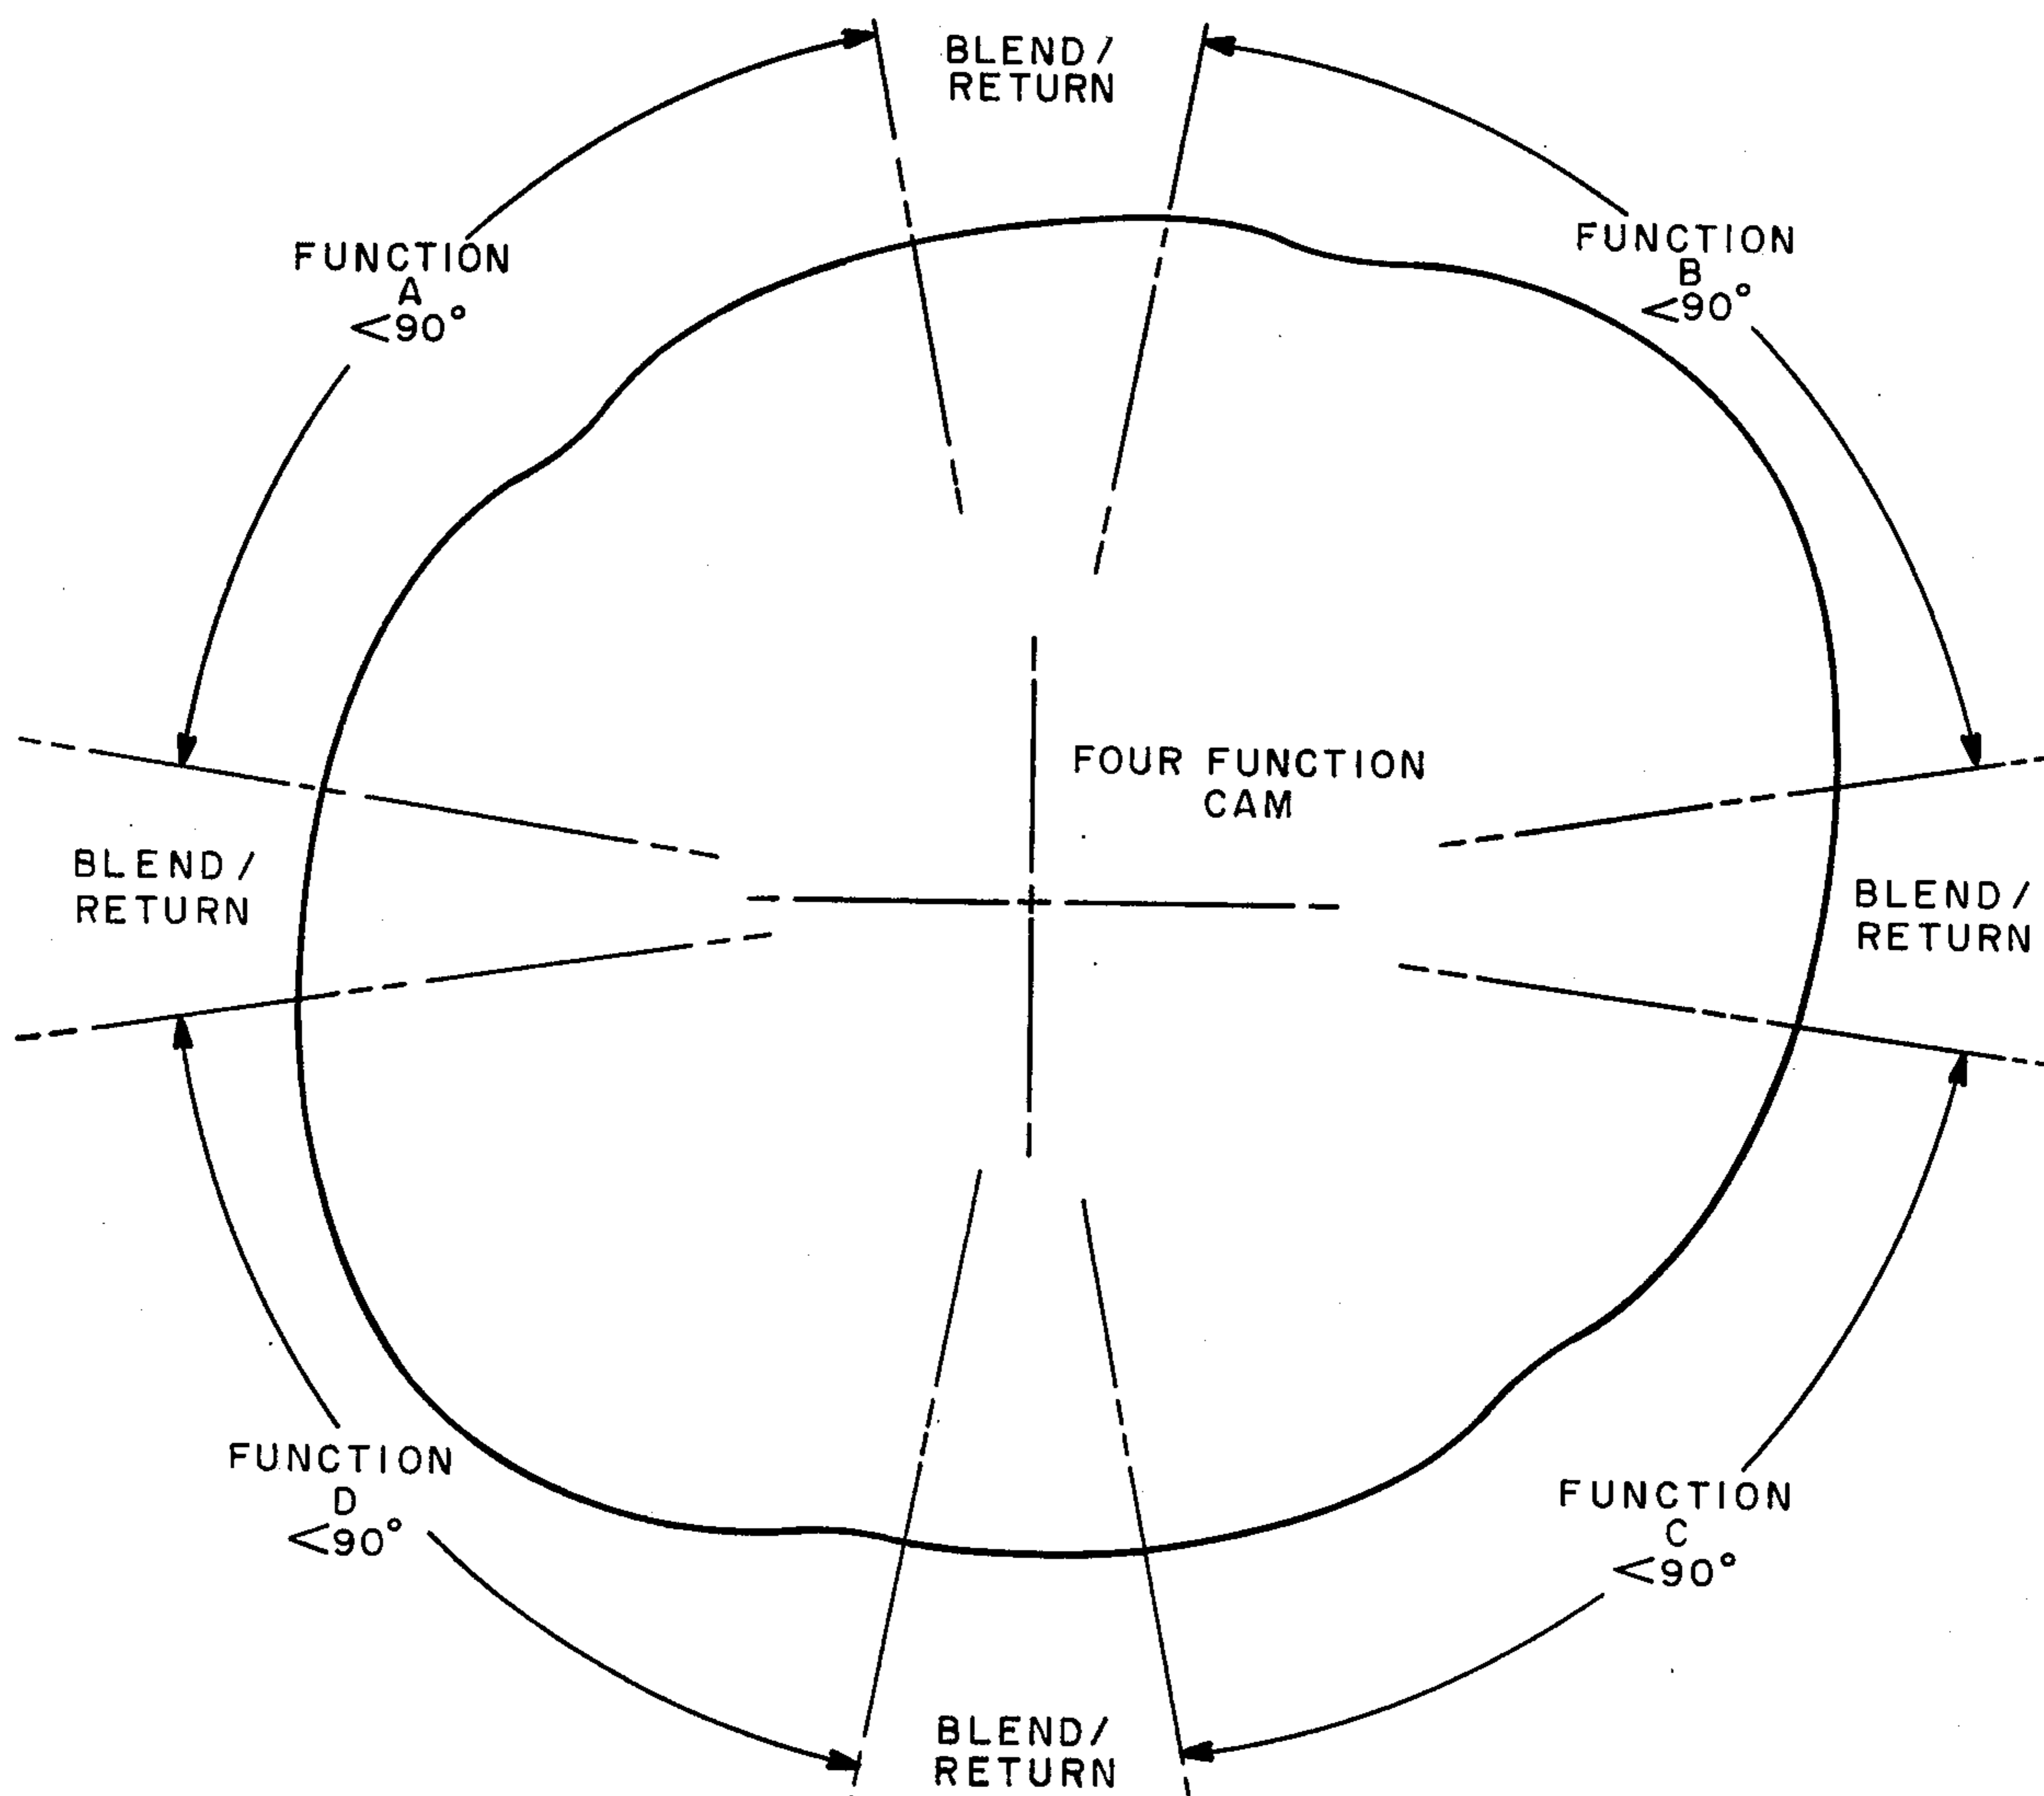 BLEND/
RETURN
FUNCTION
A
<90°
FUNCTION
B
<90°
FOUR FUNCTION
CAM
BLEND/
RETURN
BLEND/
RETURN
FUNCTION
D
<90°
FUNCTION
C
<90°
BLEND/
RETURN